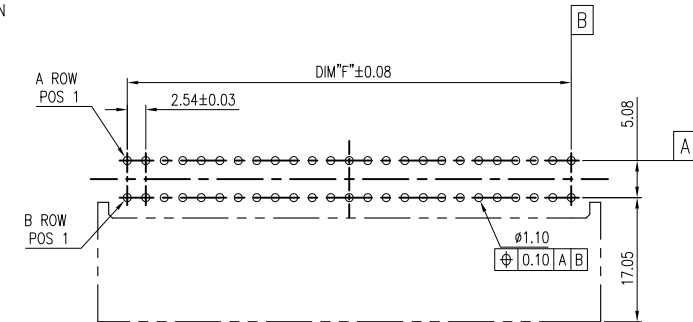 N
B
DIM"F"±0.08
A ROW
POS 1
2.54±0.03
5.08
A
B ROW
POS 1
ø1.10
⌖ 0.10 A B
17.05